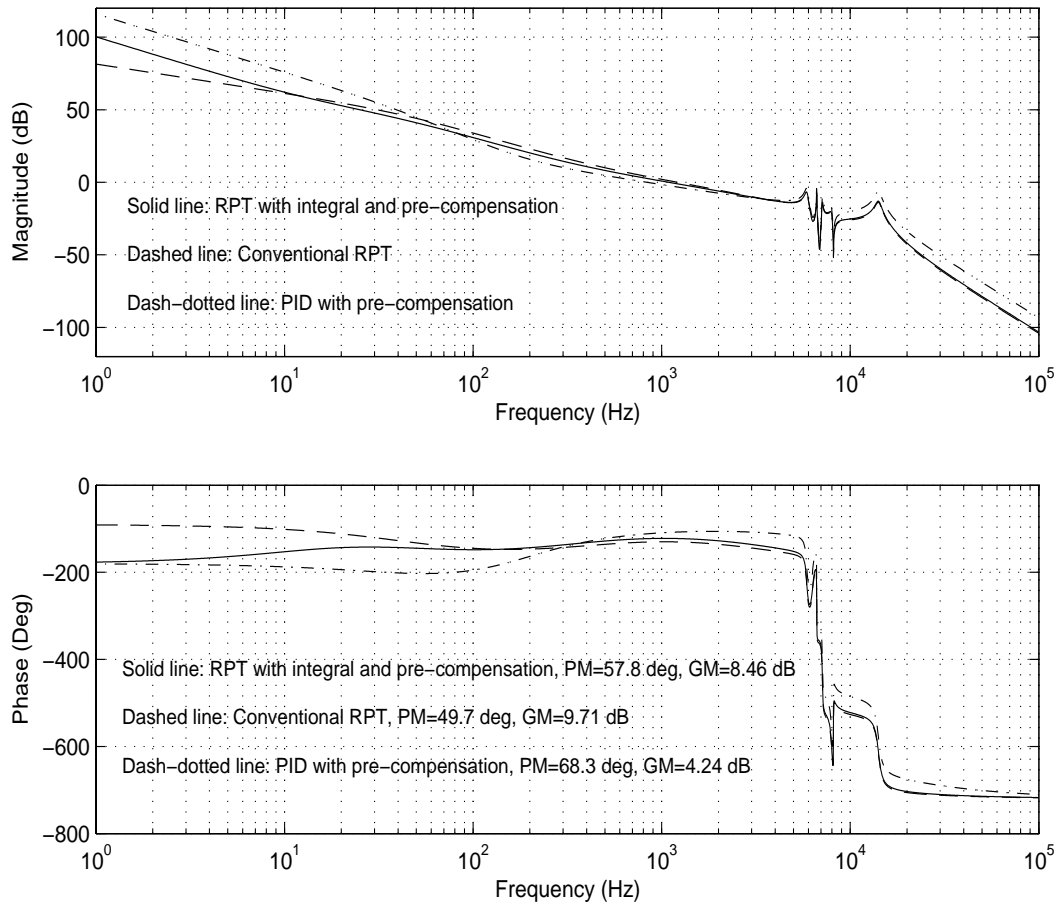 100
50
0
−50
−100
Magnitude (dB)
Solid line: RPT with integral and pre−compensation
Dashed line: Conventional RPT
Dash−dotted line: PID with pre−compensation
10^0 10^1 10^2 10^3 10^4 10^5
Frequency (Hz)
0
−200
−400
−600
−800
Phase (Deg)
Solid line: RPT with integral and pre−compensation, PM=57.8 deg, GM=8.46 dB
Dashed line: Conventional RPT, PM=49.7 deg, GM=9.71 dB
Dash−dotted line: PID with pre−compensation, PM=68.3 deg, GM=4.24 dB
10^0 10^1 10^2 10^3 10^4 10^5
Frequency (Hz)